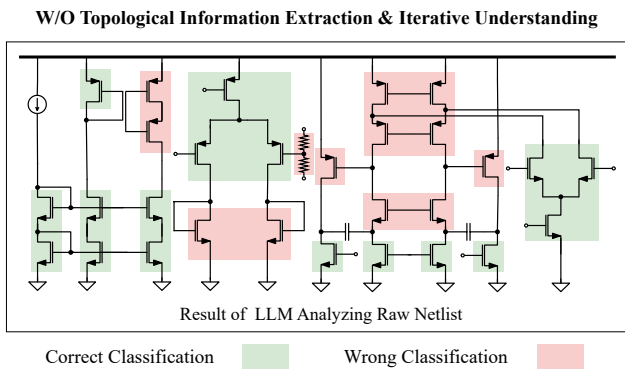 W/O Topological Information Extraction & Iterative Understanding
Result of LLM Analyzing Raw Netlist
Correct Classification
Wrong Classification